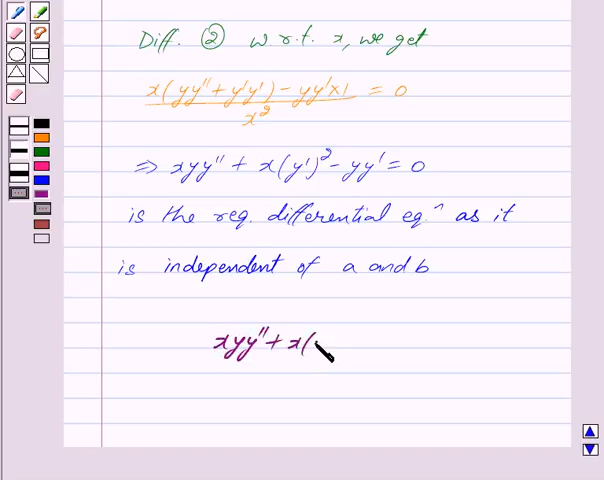 Diff. ② w.r.t. x, we get
x(yy'' + y'y') - yy'×1 / x² = 0
⇒ xyy'' + x(y')² - yy' = 0
is the req. differential eqⁿ as it
is independent of a and b
xyy'' + x(